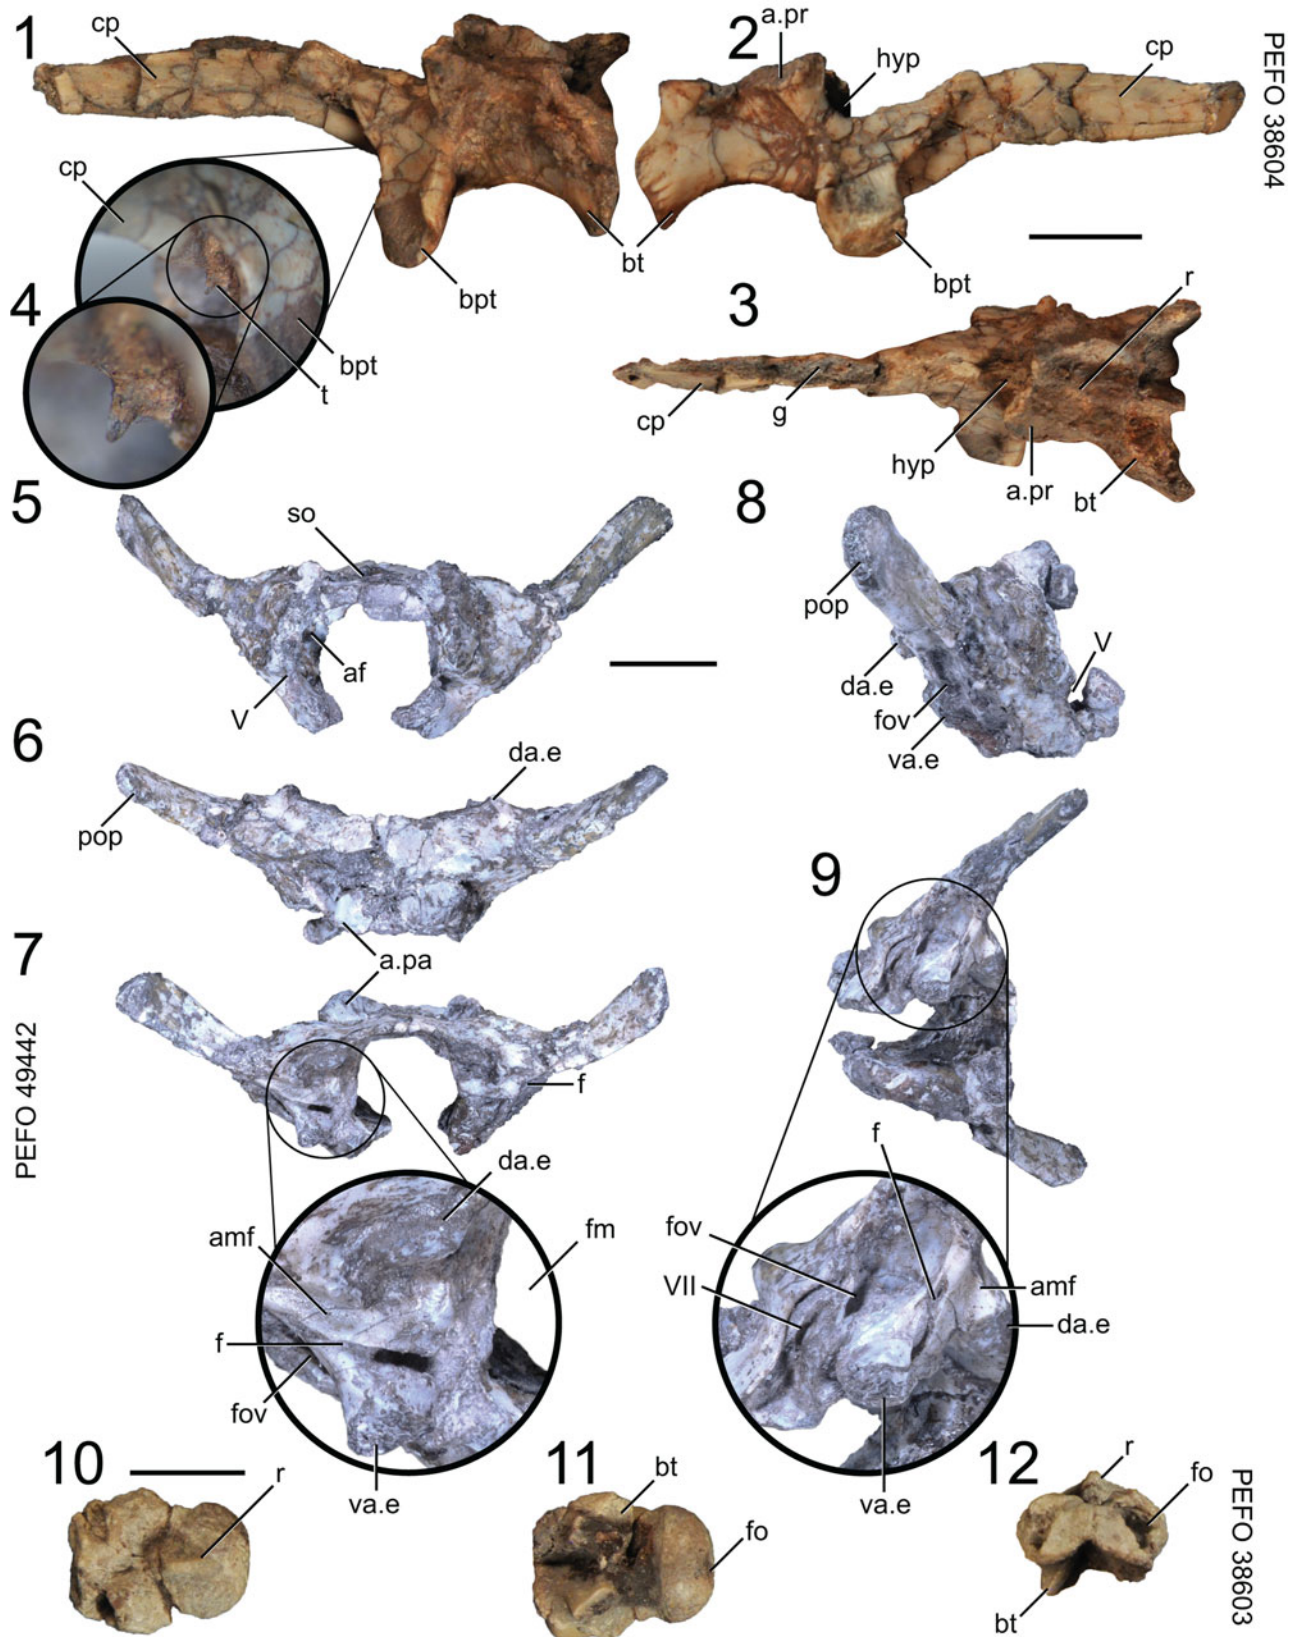 1
cp
2
a.pr
hyp
cp
PEFO 38604
cp
bt
bpt
bpt
3
r
4
bpt
t
cp
g
hyp
a.pr
bt
5
so
8
pop
af
V
V
da.e
fov
va.e
6
da.e
pop
9
a.pa
7
PEFO 49442
f
da.e
f
amf
fm
fov
VII
amf
f
da.e
fov
va.e
va.e
10
r
11
bt
fo
12
r
fo
bt
PEFO 38603